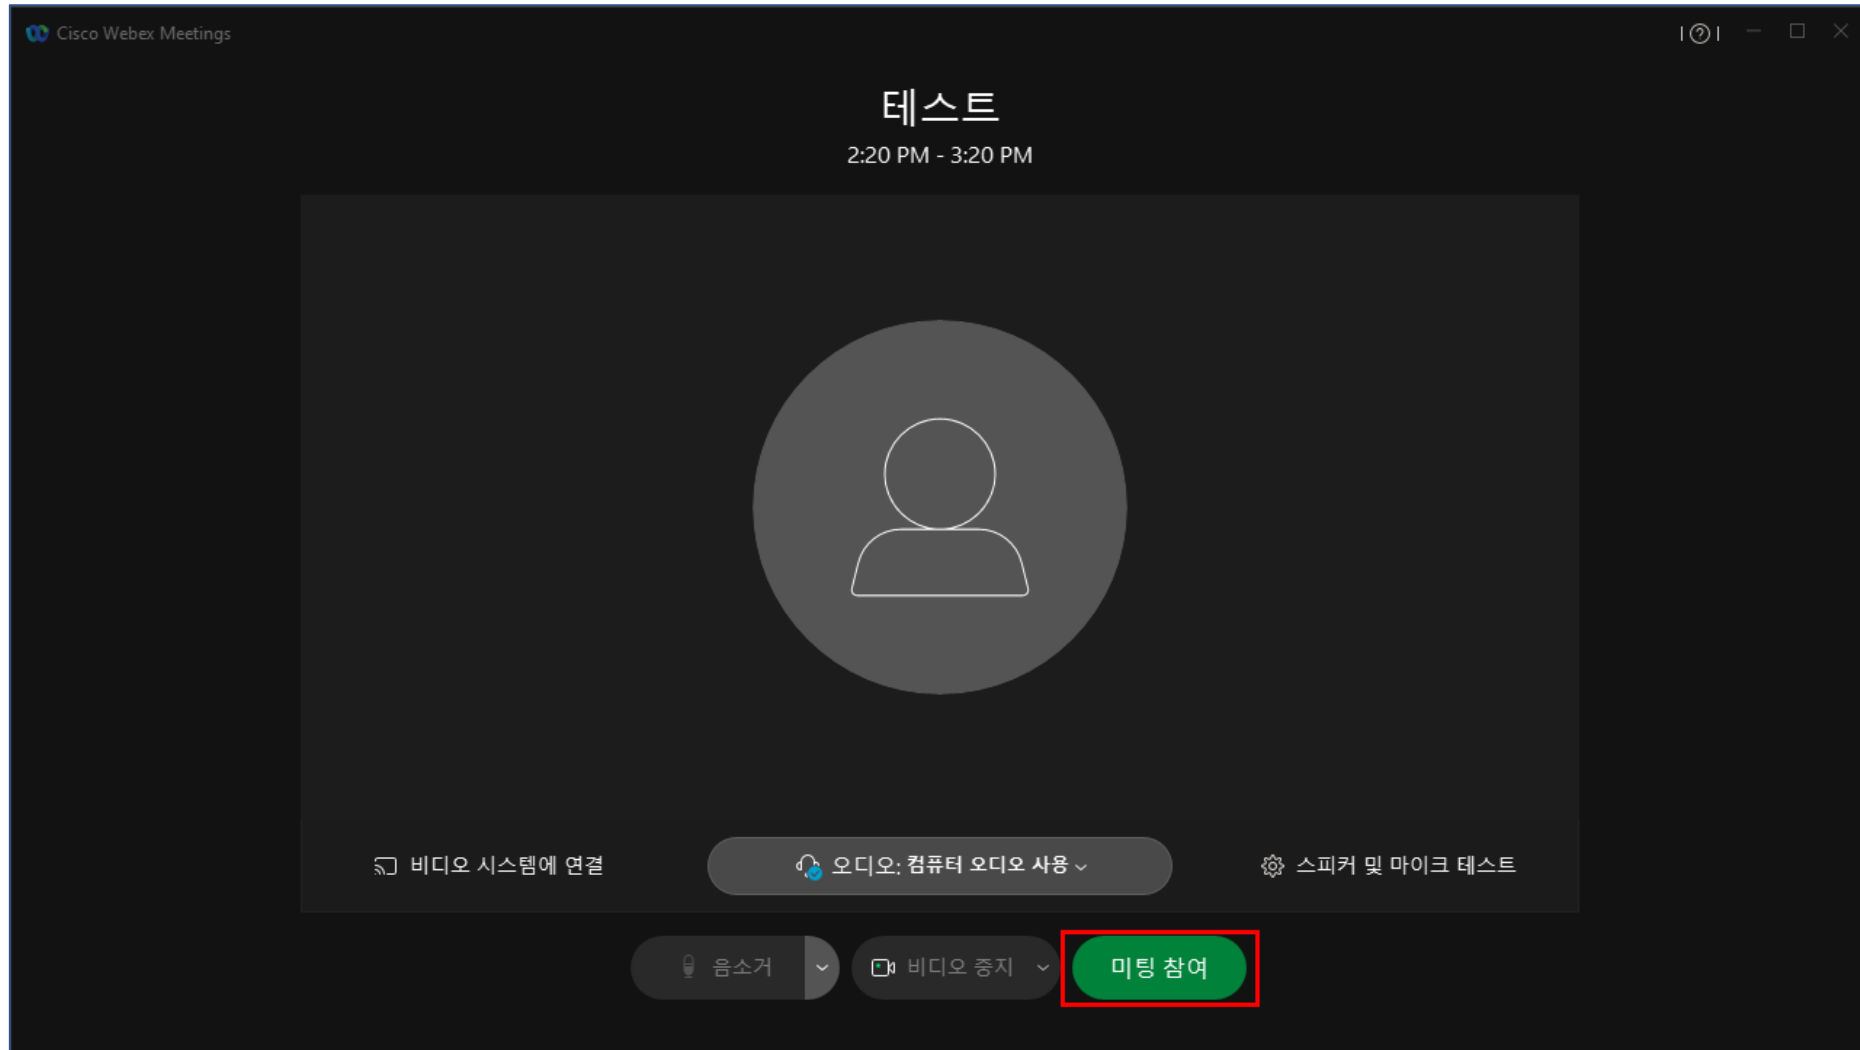 Cisco Webex Meetings
테스트
2:20 PM - 3:20 PM
비디오 시스템에 연결
오디오: 컴퓨터 오디오 사용
스피커 및 마이크 테스트
음소거
비디오 중지
미팅 참여